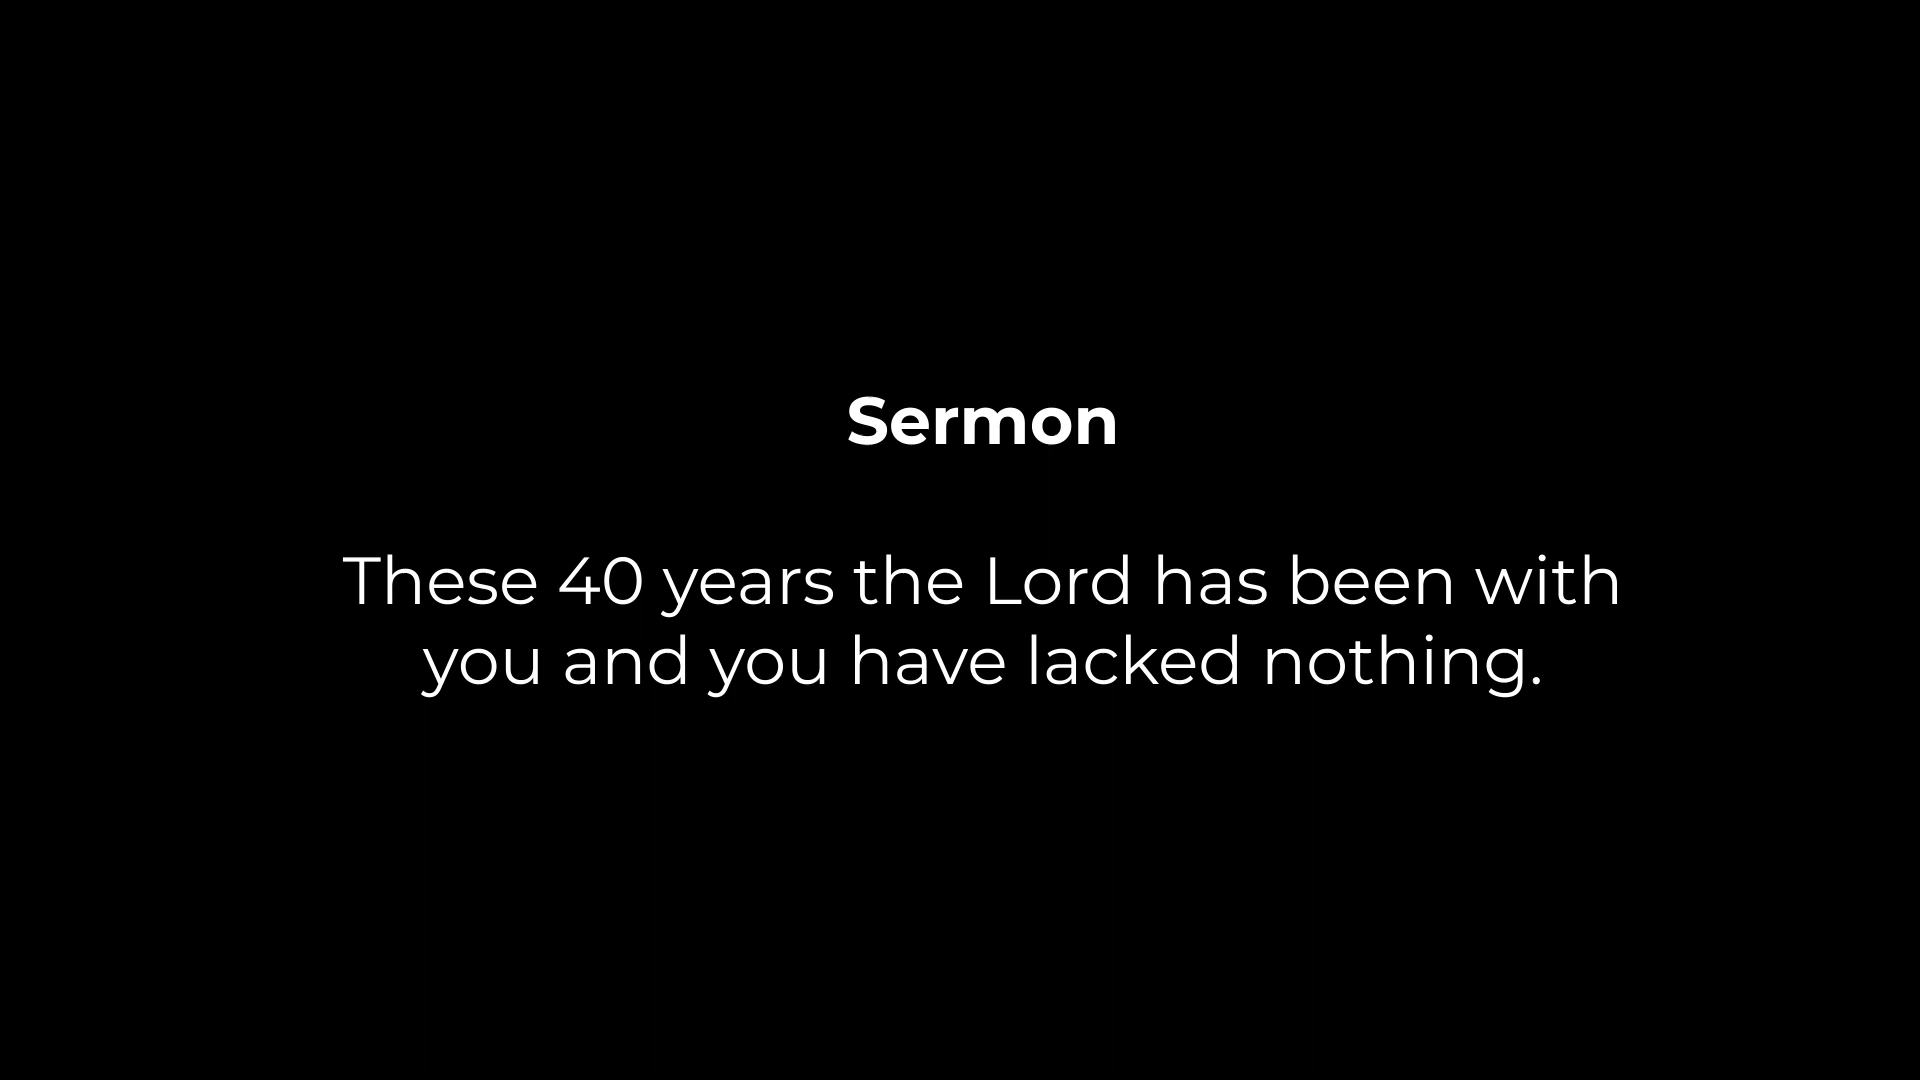 Sermon
These 40 years the Lord has been with
you and you have lacked nothing.